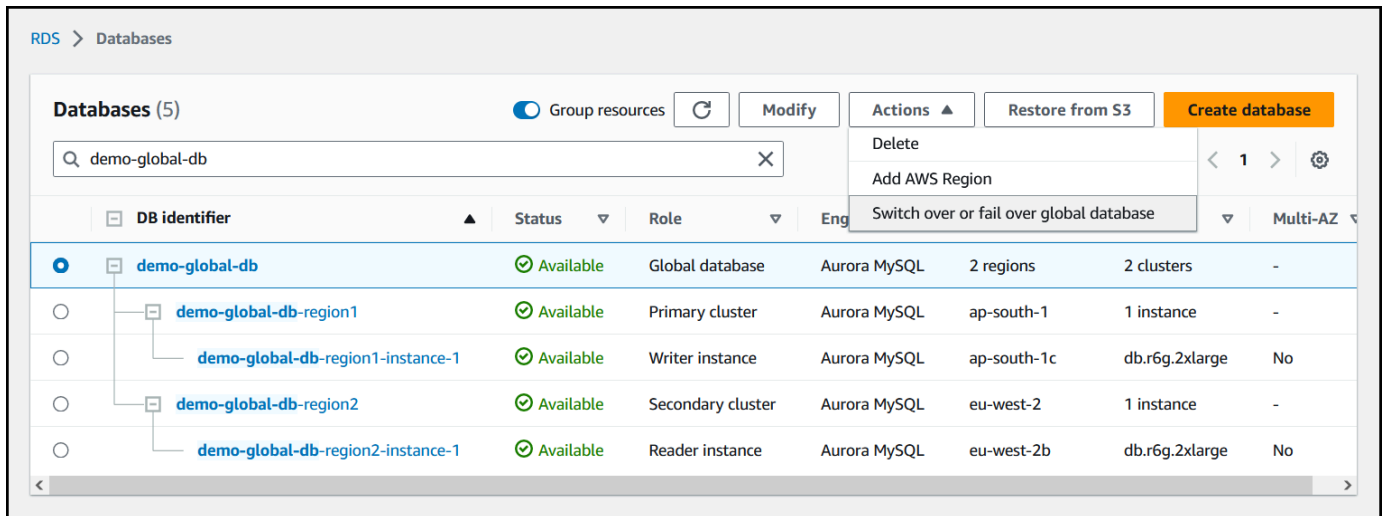 RDS > Databases
Databases (5) Group resources Modify Actions Restore from S3 Create database
demo-global-db 1
Delete
Add AWS Region
Switch over or fail over global database
DB identifier Status Role Multi-AZ
demo-global-db Available Global database Aurora MySQL 2 regions 2 clusters -
demo-global-db-region1 Available Primary cluster Aurora MySQL ap-south-1 1 instance -
demo-global-db-region1-instance-1 Available Writer instance Aurora MySQL ap-south-1c db.r6g.2xlarge No
demo-global-db-region2 Available Secondary cluster Aurora MySQL eu-west-2 1 instance -
demo-global-db-region2-instance-1 Available Reader instance Aurora MySQL eu-west-2b db.r6g.2xlarge No